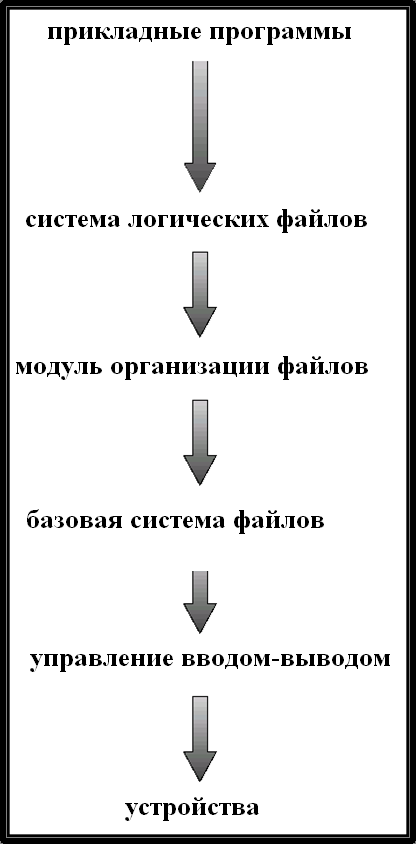 прикладные программы
система логических файлов
модуль организации файлов
базовая система файлов
управление вводом-выводом
устройства